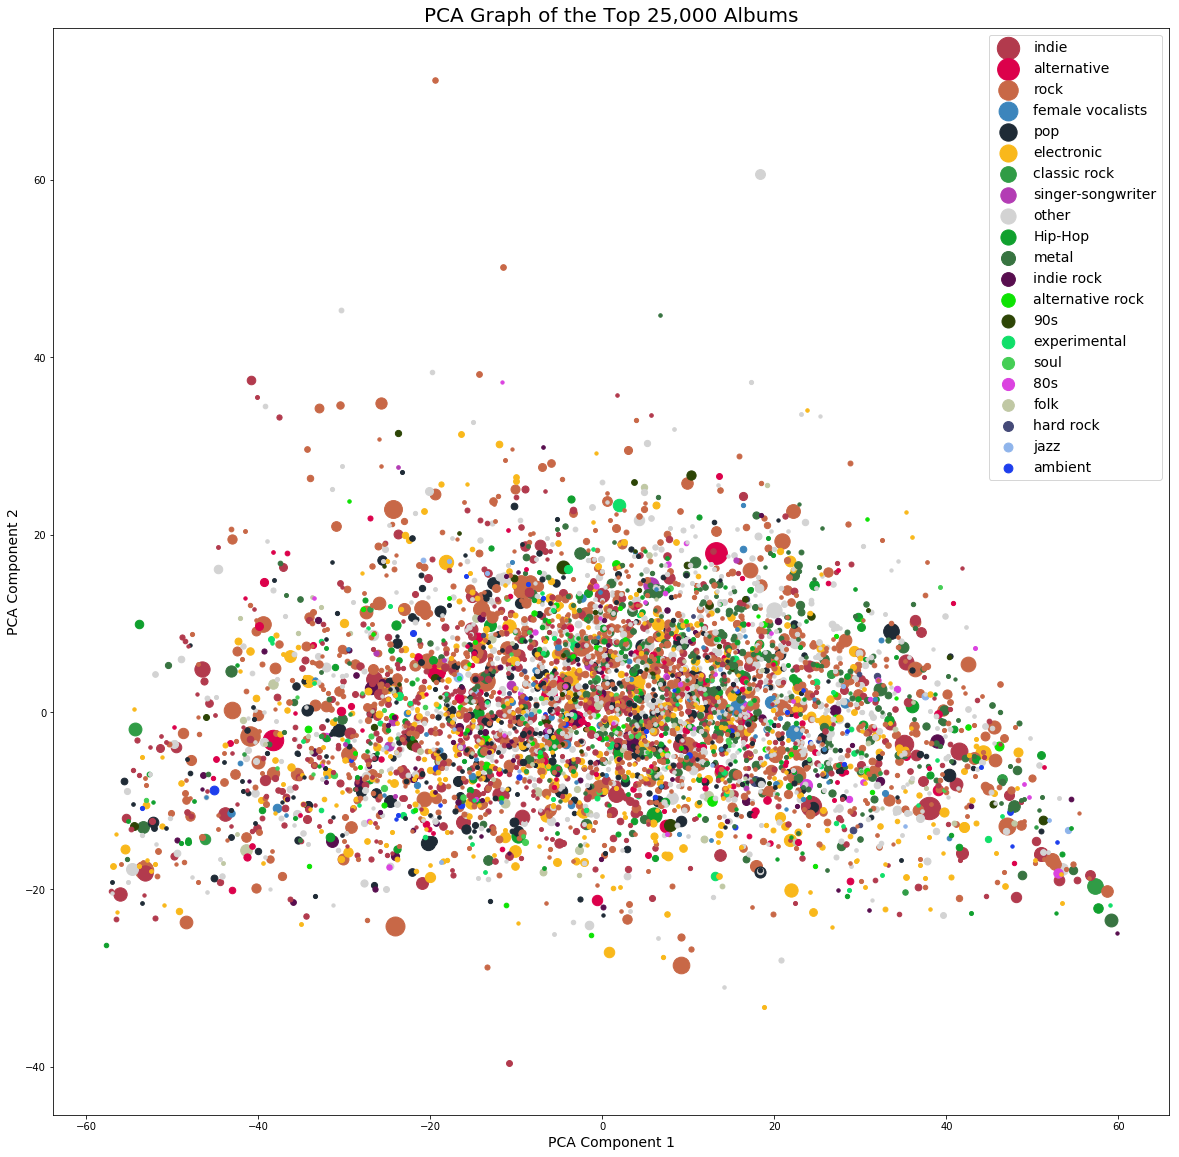 PCA Graph of the Top 25,000 Albums
indie
alternative
rock
female vocalists
pop
electronic
classic rock
singer-songwriter
other
Hip-Hop
metal
indie rock
alternative rock
90s
experimental
soul
80s
folk
hard rock
jazz
ambient
60
40
20
0
−20
−40
PCA Component 2
−60
−40
−20
0
20
40
60
PCA Component 1